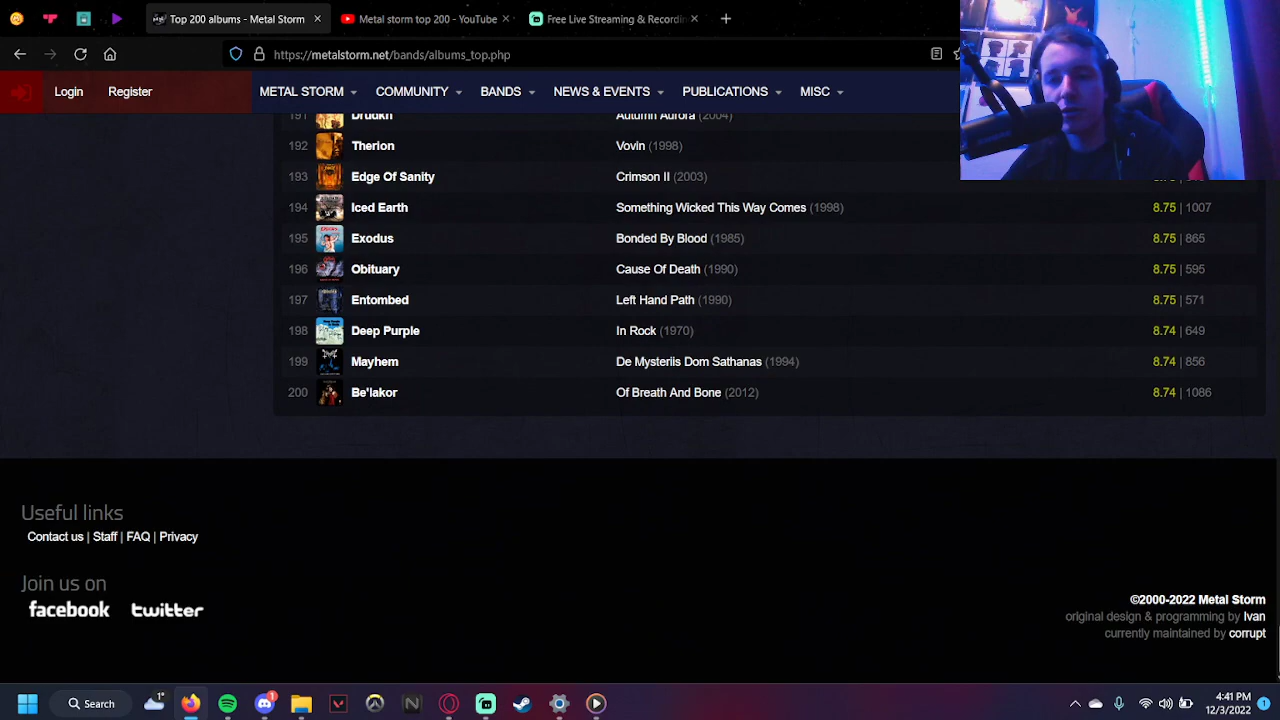 Top 200 albums - Metal Storm
Metal storm top 200 - YouTube
Free Live Streaming & Recordin
https://metalstorm.net/bands/albums_top.php
Login Register METAL STORM COMMUNITY BANDS NEWS & EVENTS PUBLICATIONS MISC
191 Drudkh Autumn Aurora (2004)
192 Therion Vovin (1998)
193 Edge Of Sanity Crimson II (2003)
194 Iced Earth Something Wicked This Way Comes (1998) 8.75 | 1007
195 Exodus Bonded By Blood (1985) 8.75 | 865
196 Obituary Cause Of Death (1990) 8.75 | 595
197 Entombed Left Hand Path (1990) 8.75 | 571
198 Deep Purple In Rock (1970) 8.74 | 649
199 Mayhem De Mysteriis Dom Sathanas (1994) 8.74 | 856
200 Be'lakor Of Breath And Bone (2012) 8.74 | 1086
Useful links
Contact us | Staff | FAQ | Privacy
Join us on
facebook twitter
©2000-2022 Metal Storm
original design & programming by Ivan
currently maintained by corrupt
Search
1
4:41 PM
12/3/2022
1